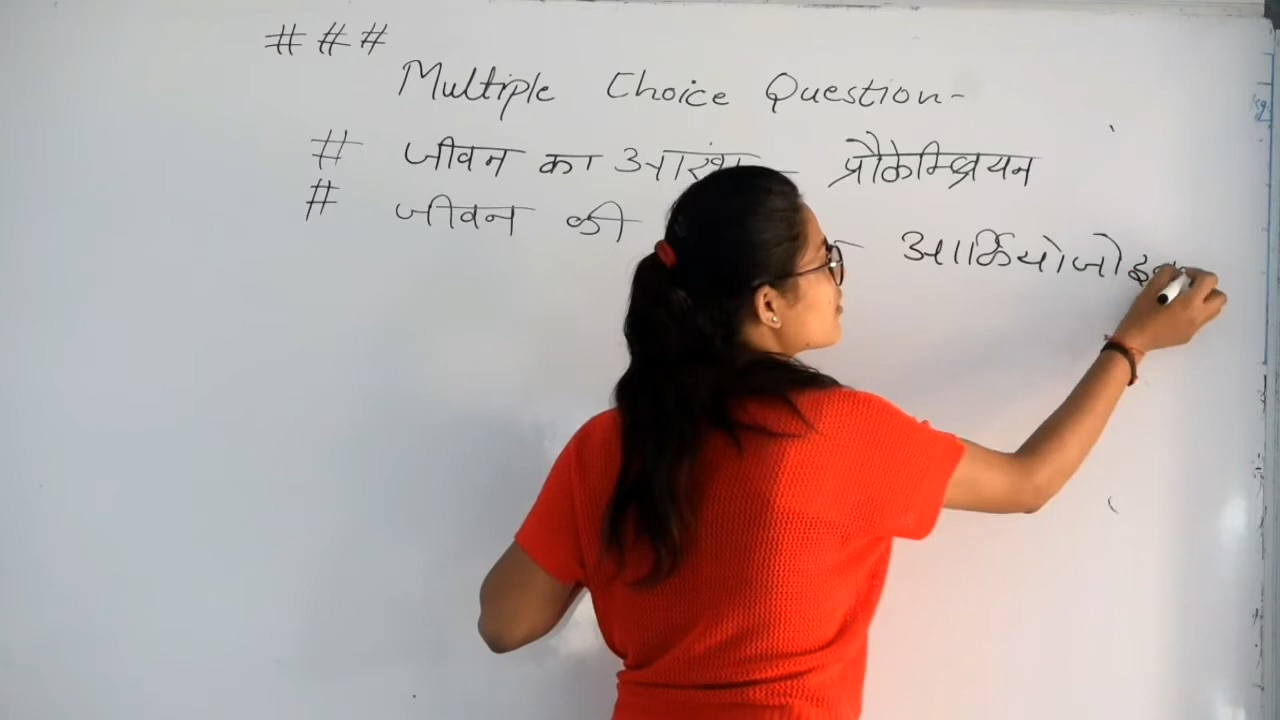 # # #
Multiple Choice Question-
# जीवन का आरंभ - प्रौकेम्ब्रियन
# जीवन की - आर्कियोजोइक